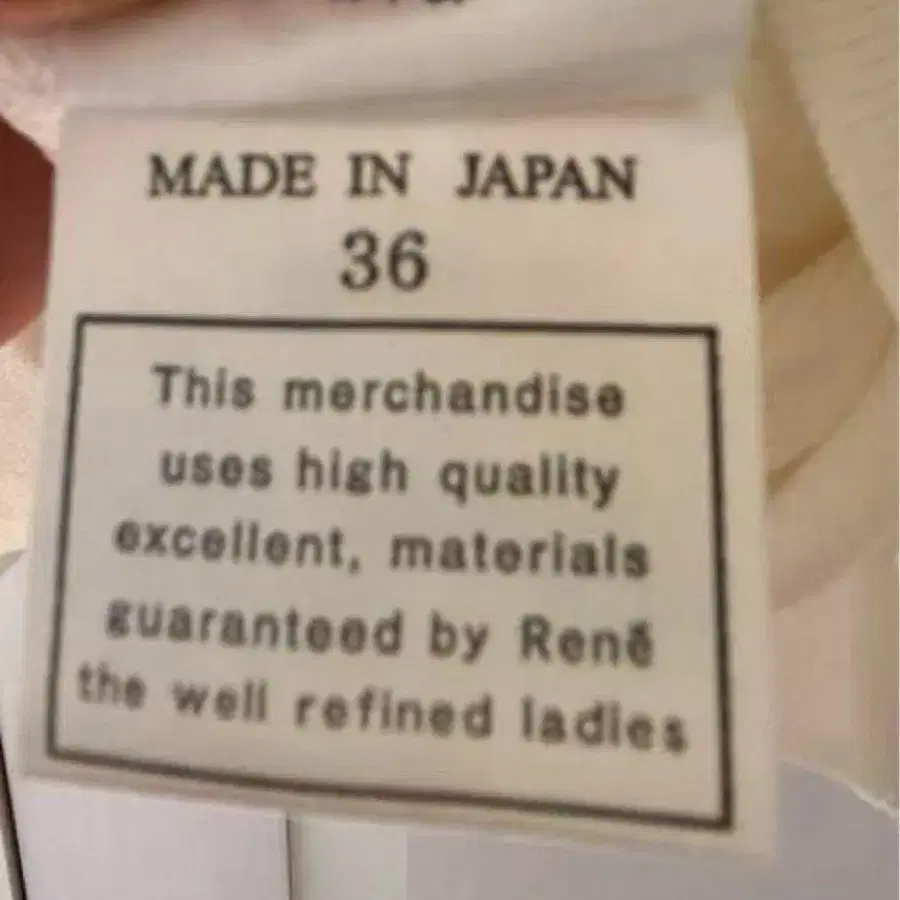 MADE IN JAPAN
36
This merchandise
uses high quality
excellent, materials
guaranteed by René
the well refined ladies